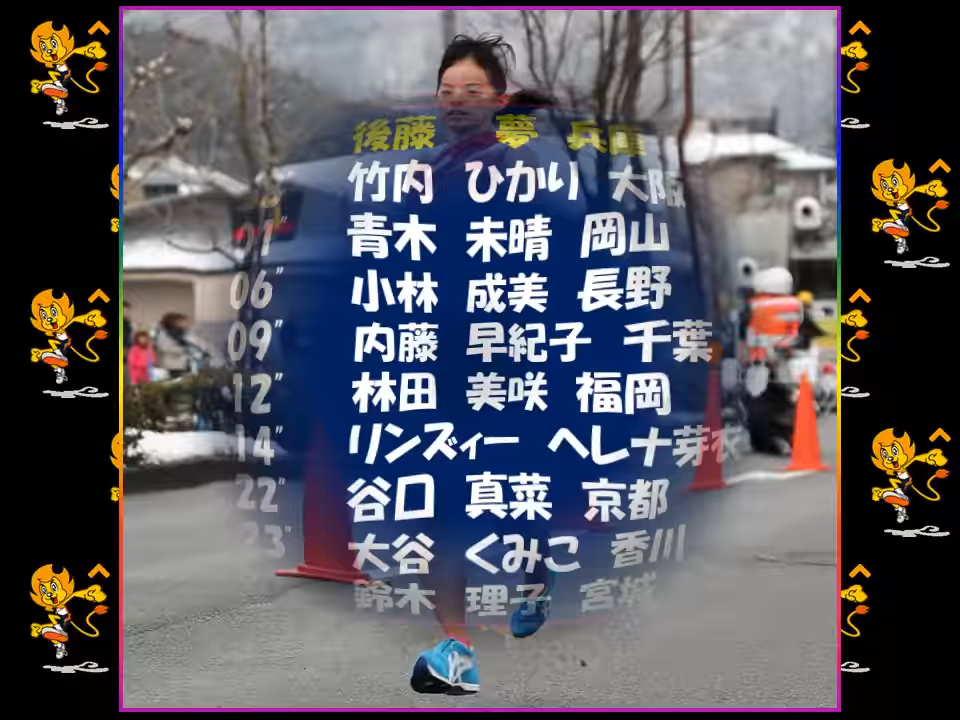 後藤 夢 兵庫
竹内 ひかり 大阪
01" 青木 未晴 岡山
06" 小林 成美 長野
09" 内藤 早紀子 千葉
12" 林田 美咲 福岡
14" リンズィー ヘレナ芽衣
22" 谷口 真菜 京都
23" 大谷 くみこ 香川
鈴木 理子 宮城